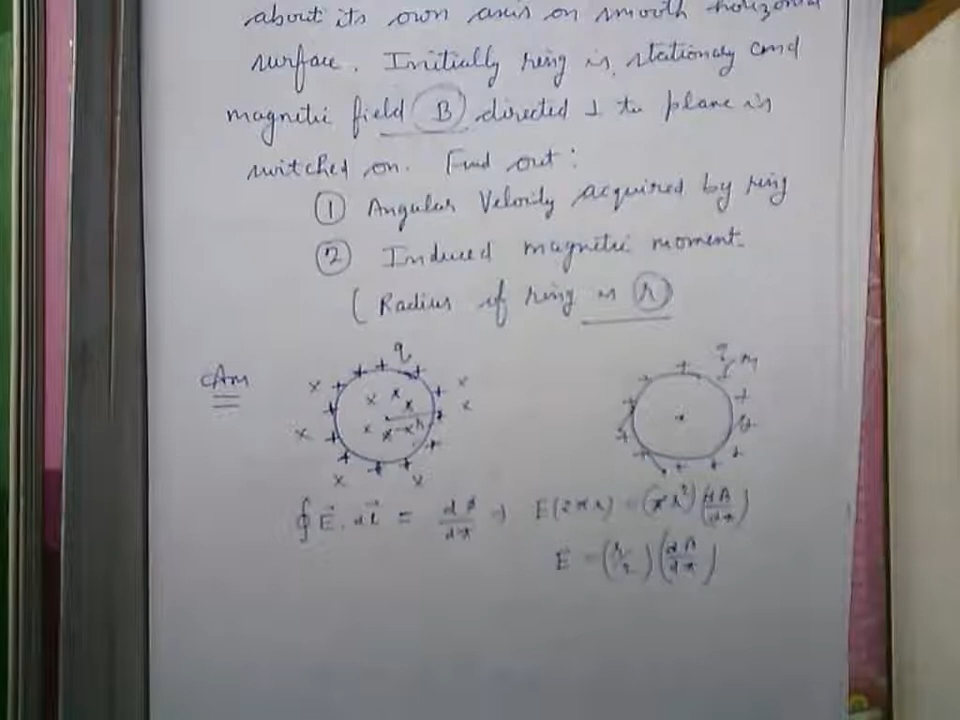 about its own axis on smooth horizontal
surface. Initially ring is stationary and
magnetic field B directed ⊥ to plane is
switched on. Find out:
① Angular Velocity acquired by ring
② Induced magnetic moment.
( Radius of ring is r )
q
q, m
∮ E⃗ . dl⃗ = dφ/dt → E(2πr) = (πr²)(dB/dt)
E = (r/2)(dB/dt)